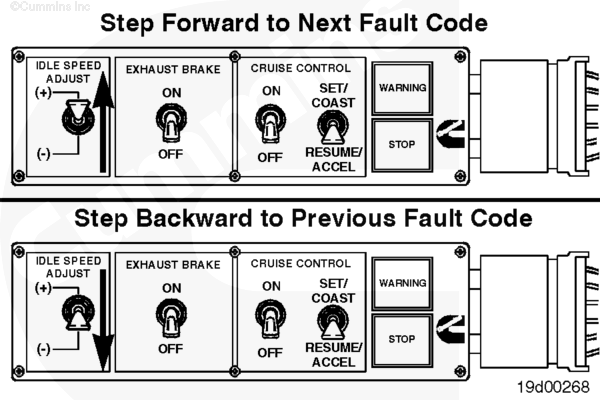 ©Cummins Inc
Step Forward to Next Fault Code
IDLE SPEED EXHAUST BRAKE CRUISE CONTROL
ADJUST
(+) ON ON SET/
COAST
WARNING
(-) OFF OFF RESUME/
ACCEL
STOP
Cummins
Step Backward to Previous Fault Code
IDLE SPEED EXHAUST BRAKE CRUISE CONTROL
ADJUST
(+) ON ON SET/
COAST
WARNING
(-) OFF OFF RESUME/
ACCEL
STOP
19d00268